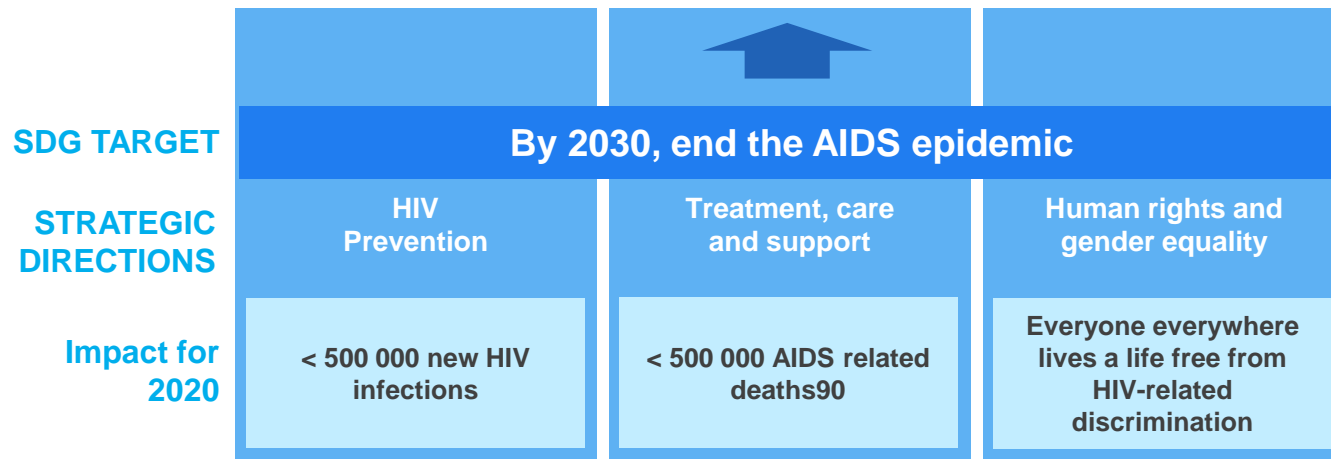 SDG TARGET
By 2030, end the AIDS epidemic
STRATEGIC
DIRECTIONS
HIV
Prevention
Treatment, care
and support
Human rights and
gender equality
Impact for
2020
< 500 000 new HIV
infections
< 500 000 AIDS related
deaths90
Everyone everywhere
lives a life free from
HIV-related
discrimination